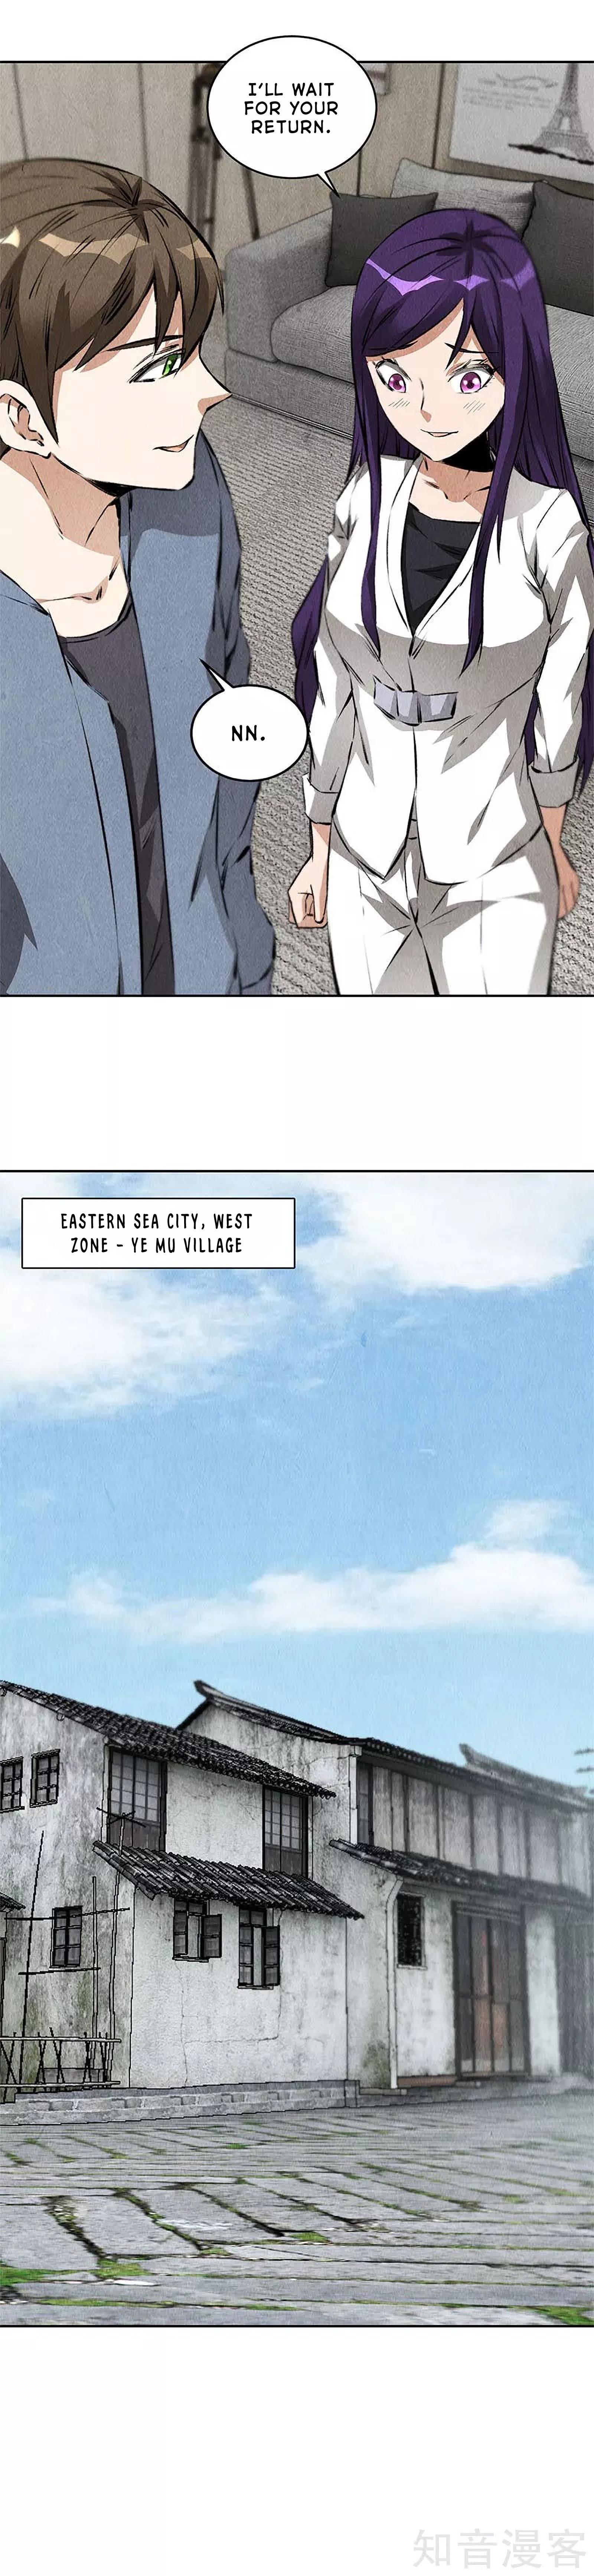 I'LL WAIT
FOR YOUR
RETURN.
NN.
EASTERN SEA CITY, WEST
ZONE - YE MU VILLAGE
知音漫客